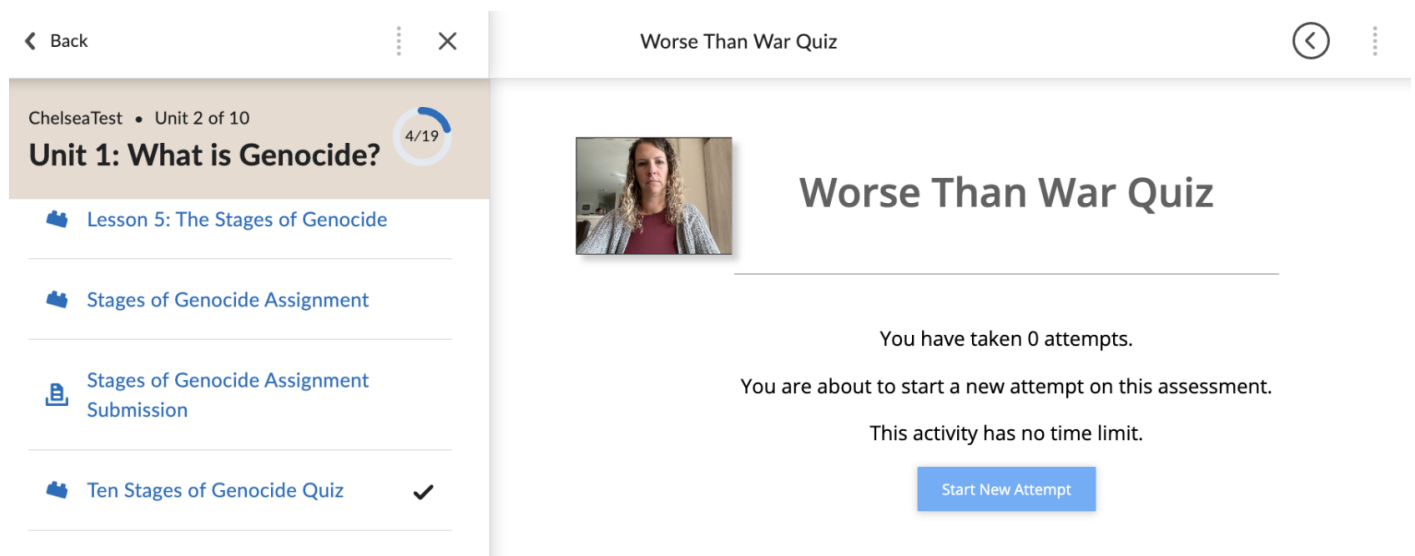 Back
ChelseaTest • Unit 2 of 10
Unit 1: What is Genocide?
4/19
Lesson 5: The Stages of Genocide
Stages of Genocide Assignment
Stages of Genocide Assignment
Submission
Ten Stages of Genocide Quiz
Worse Than War Quiz
Worse Than War Quiz
You have taken 0 attempts.
You are about to start a new attempt on this assessment.
This activity has no time limit.
Start New Attempt